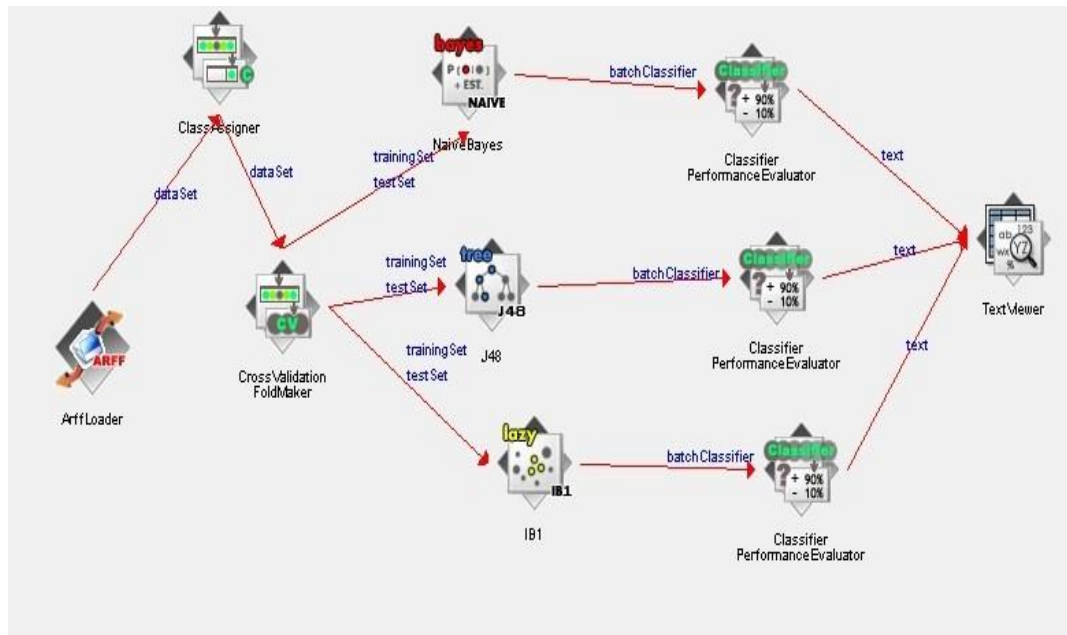 C
ClassAssigner
dataSet
dataSet
ARFF
ArffLoader
CV
CrossValidation
FoldMaker
trainingSet
testSet
bayes
P [ | ]
+ EST.
NAIVE
NaiveBayes
batchClassifier
Classifier
? + 90%
- 10%
Classifier
PerformanceEvaluator
text
trainingSet
testSet
tree
J48
J48
batchClassifier
Classifier
? + 90%
- 10%
Classifier
PerformanceEvaluator
text
trainingSet
testSet
lazy
IB1
IB1
batchClassifier
Classifier
? + 90%
- 10%
Classifier
PerformanceEvaluator
text
ab 123
wx YZ
%
TextViewer